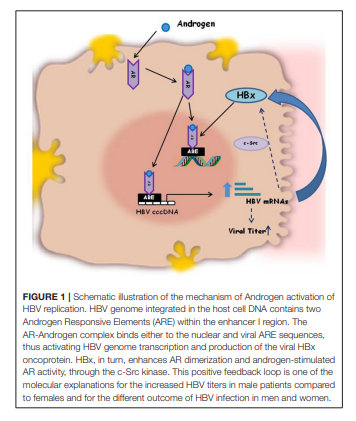 Androgen
AR
AR
HBx
AR
ARE
c-Src
AR
ARE
HBV cccDNA
HBV mRNAs
Viral Titer
FIGURE 1 | Schematic illustration of the mechanism of Androgen activation of
HBV replication. HBV genome integrated in the host cell DNA contains two
Androgen Responsive Elements (ARE) within the enhancer I region. The
AR-Androgen complex binds either to the nuclear and viral ARE sequences,
thus activating HBV genome transcription and production of the viral HBx
oncoprotein. HBx, in turn, enhances AR dimerization and androgen-stimulated
AR activity, through the c-Src kinase. This positive feedback loop is one of the
molecular explanations for the increased HBV titers in male patients compared
to females and for the different outcome of HBV infection in men and women.